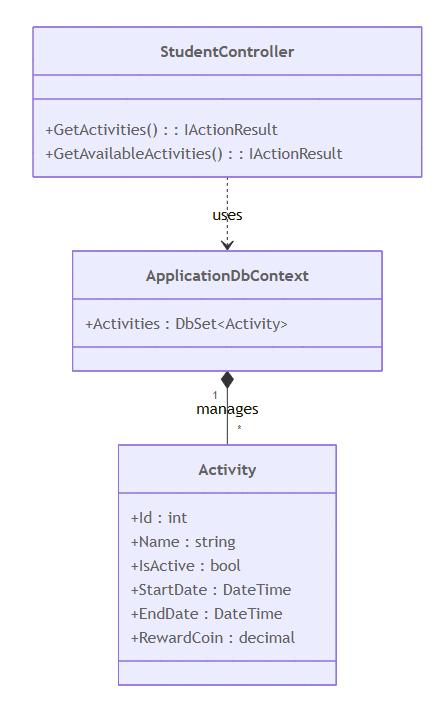 StudentController
+GetActivities() : : IActionResult
+GetAvailableActivities() : : IActionResult
uses
ApplicationDbContext
+Activities : DbSet<Activity>
1
manages
*
Activity
+Id : int
+Name : string
+IsActive : bool
+StartDate : DateTime
+EndDate : DateTime
+RewardCoin : decimal